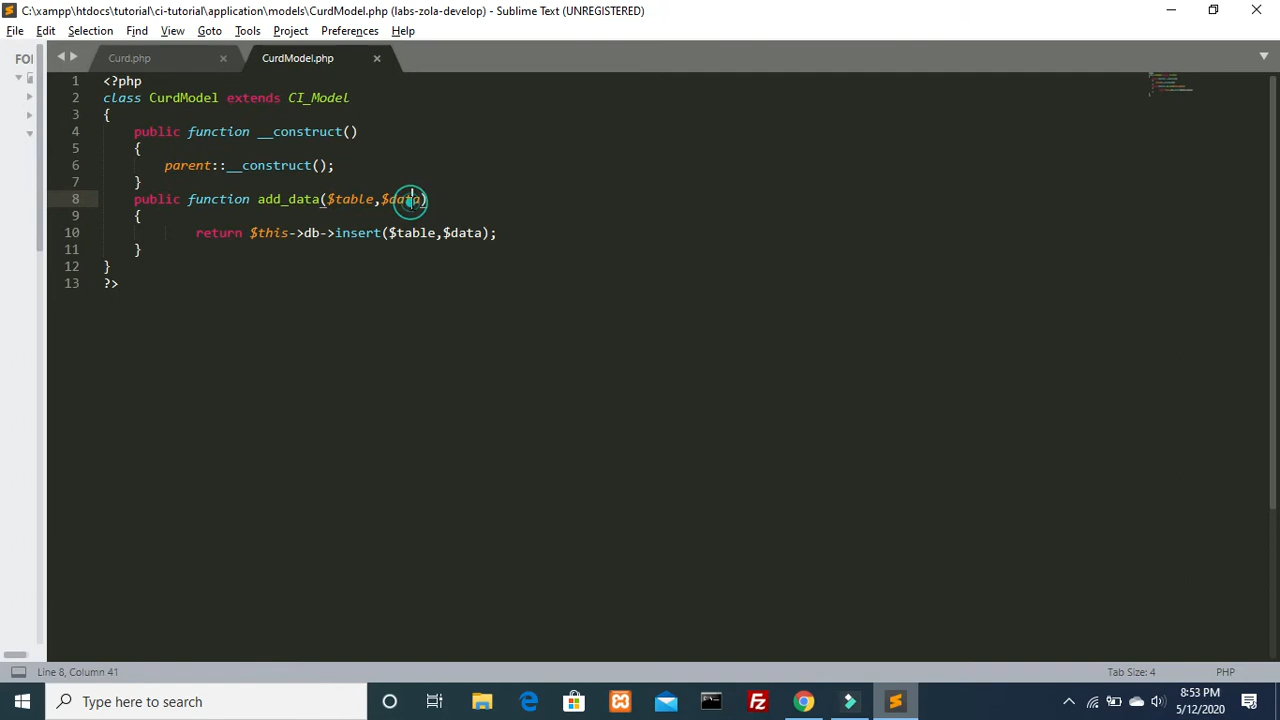 C:\xampp\htdocs\tutorial\ci-tutorial\application\models\CurdModel.php (labs-zola-develop) - Sublime Text (UNREGISTERED)
File Edit Selection Find View Goto Tools Project Preferences Help
FO
Curd.php × CurdModel.php ×
1 <?php
2 class CurdModel extends CI_Model
3 {
4 public function __construct()
5 {
6 parent::__construct();
7 }
8 public function add_data($table,$data)
9 {
10 return $this->db->insert($table,$data);
11 }
12 }
13 ?>
Line 8, Column 41 Tab Size: 4 PHP
Type here to search
8:53 PM
5/12/2020